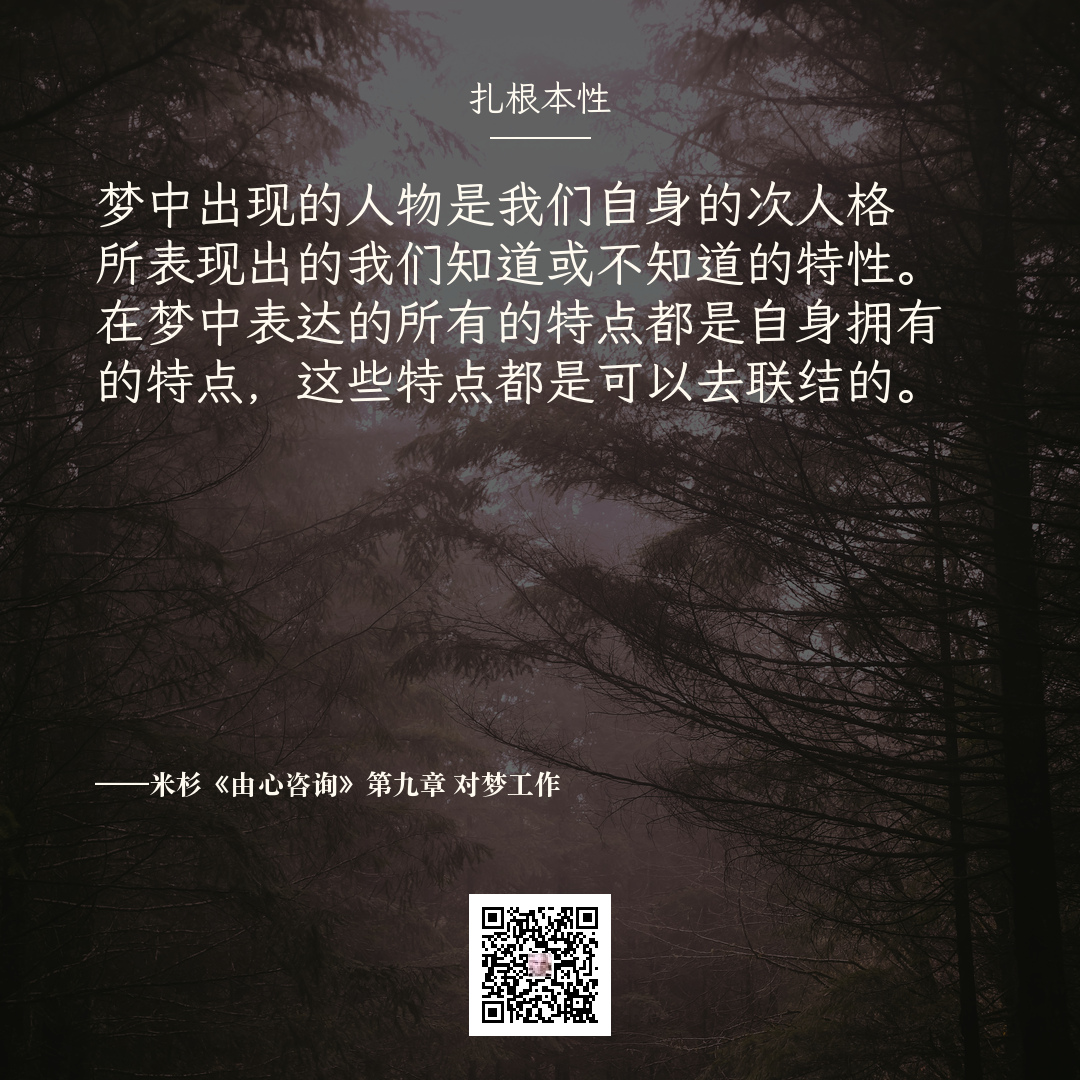 扎根本性
梦中出现的人物是我们自身的次人格
所表现出的我们知道或不知道的特性。
在梦中表达的所有的特点都是自身拥有
的特点，这些特点都是可以去联结的。
——米杉《由心咨询》第九章 对梦工作